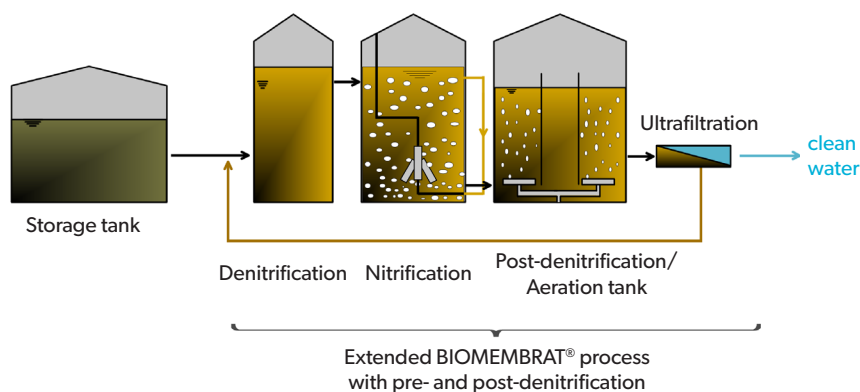 Ultrafiltration
clean
water
Storage tank
Denitrification
Nitrification
Post-denitrification/
Aeration tank
Extended BIOMEMBRAT® process
with pre- and post-denitrification